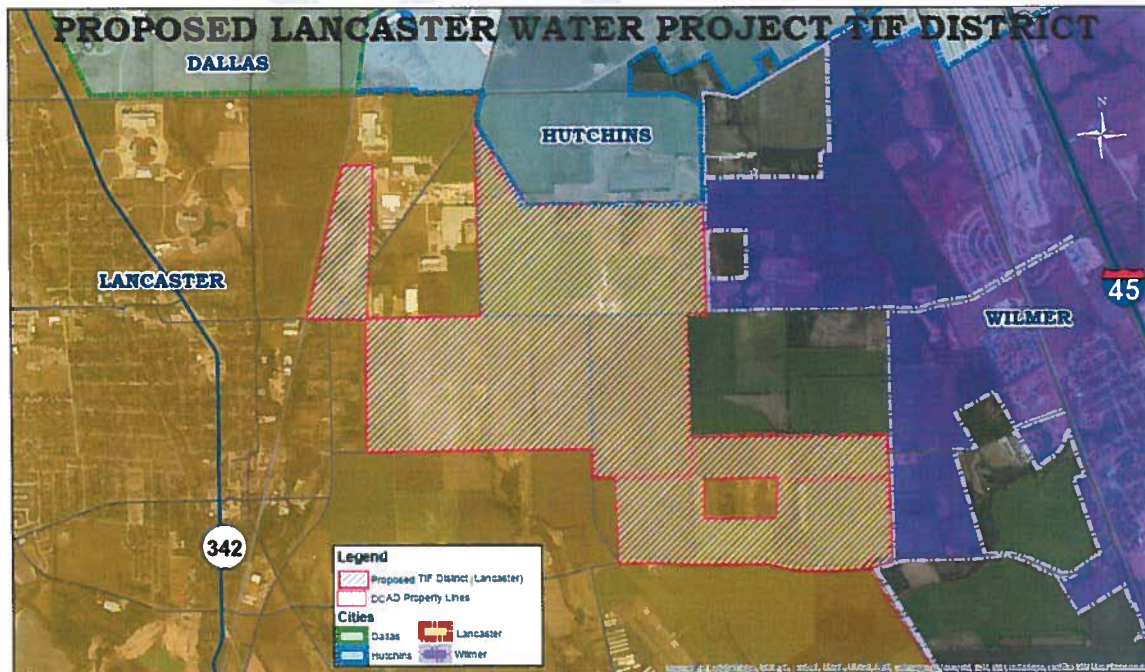 PROPOSED LANCASTER WATER PROJECT TIF DISTRICT
DALLAS
HUTCHINS
N
LANCASTER
45
WILMER
342
Legend
Proposed TIF District (Lancaster)
DCAD Property Lines
Cities
Dallas
Lancaster
Hutchins
Wilmer